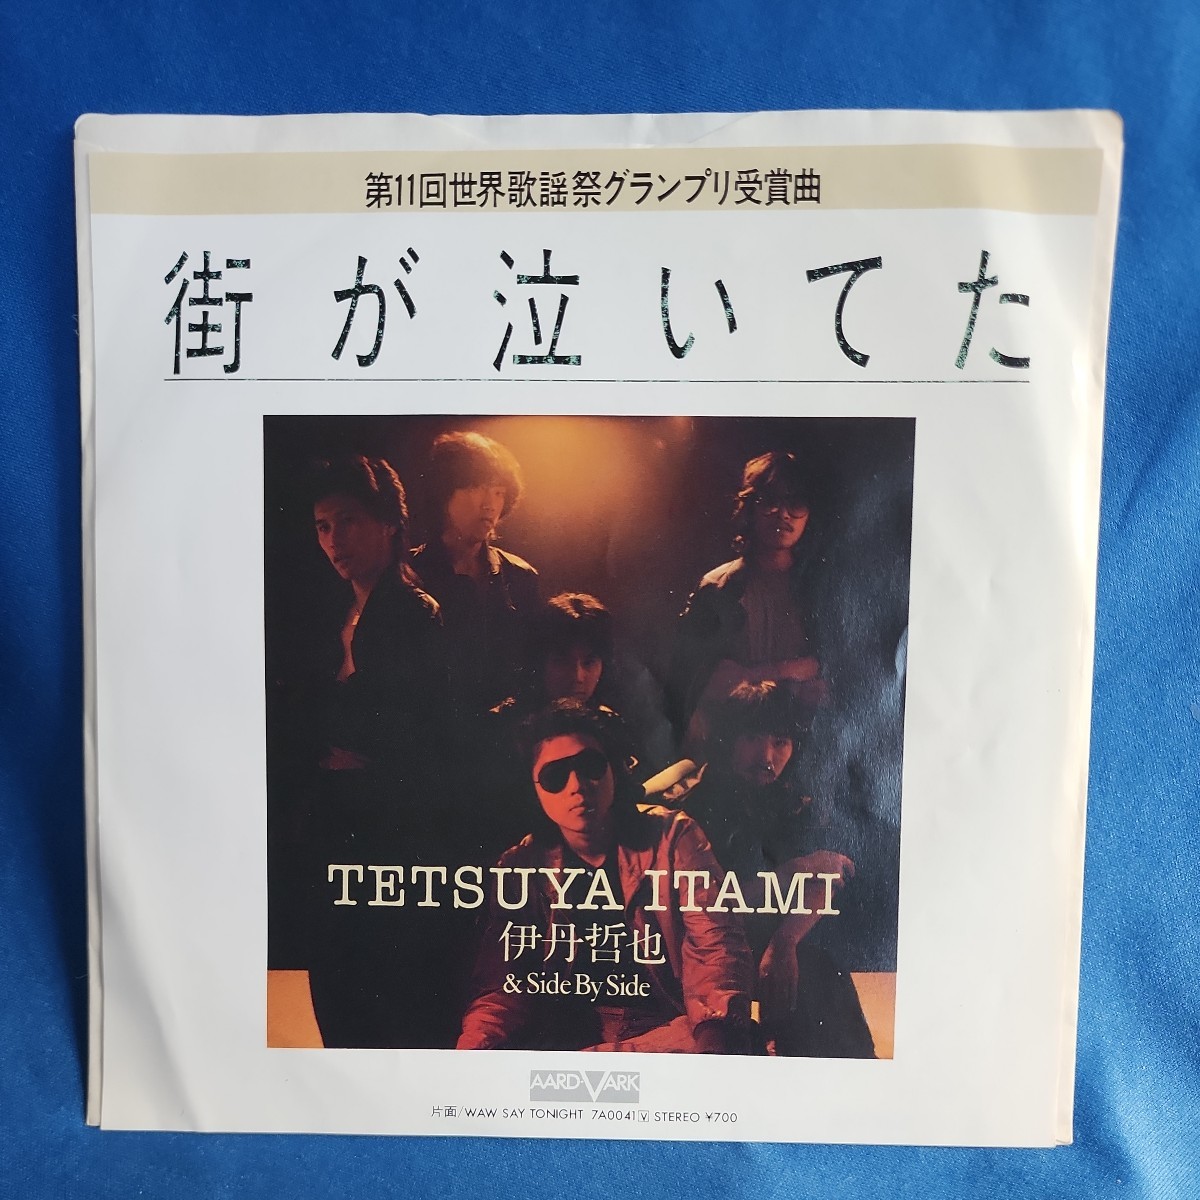 第11回世界歌謡祭グランプリ受賞曲
街が泣いてた
TETSUYA ITAMI
伊丹哲也
& Side By Side
AARD-VARK
片面/WAW SAY TONIGHT 7A0041 V STEREO ¥700